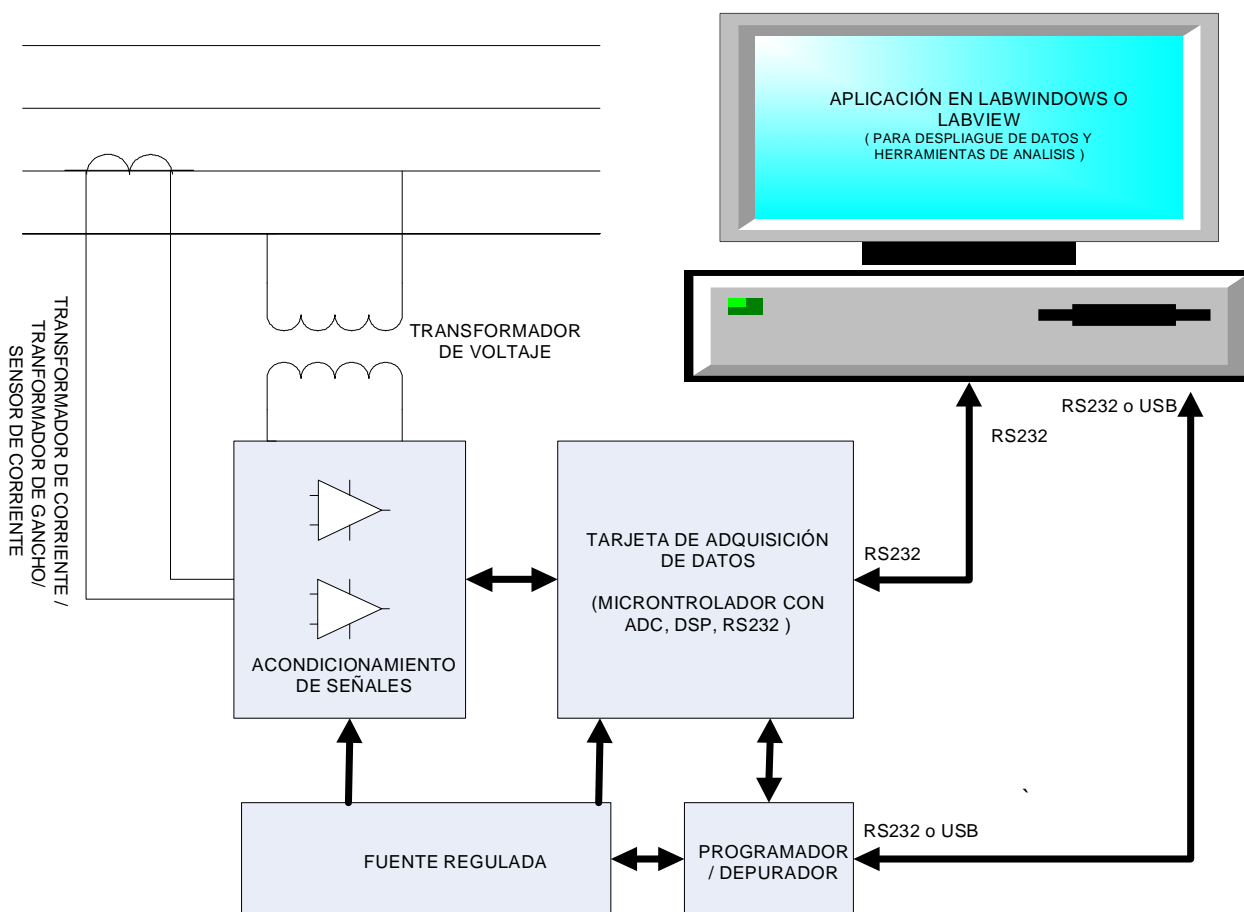 APLICACIÓN EN LABWINDOWS O
LABVIEW
( PARA DESPLIAGUE DE DATOS Y
HERRAMIENTAS DE ANALISIS )
TRANSFORMADOR DE CORRIENTE /
TRANFORMADOR DE GANCHO/
SENSOR DE CORRIENTE
TRANSFORMADOR
DE VOLTAJE
RS232 o USB
RS232
TARJETA DE ADQUISICIÓN
DE DATOS
(MICRONTROLADOR CON
ADC, DSP, RS232 )
RS232
ACONDICIONAMIENTO
DE SEÑALES
`
FUENTE REGULADA
PROGRAMADOR
/ DEPURADOR
RS232 o USB